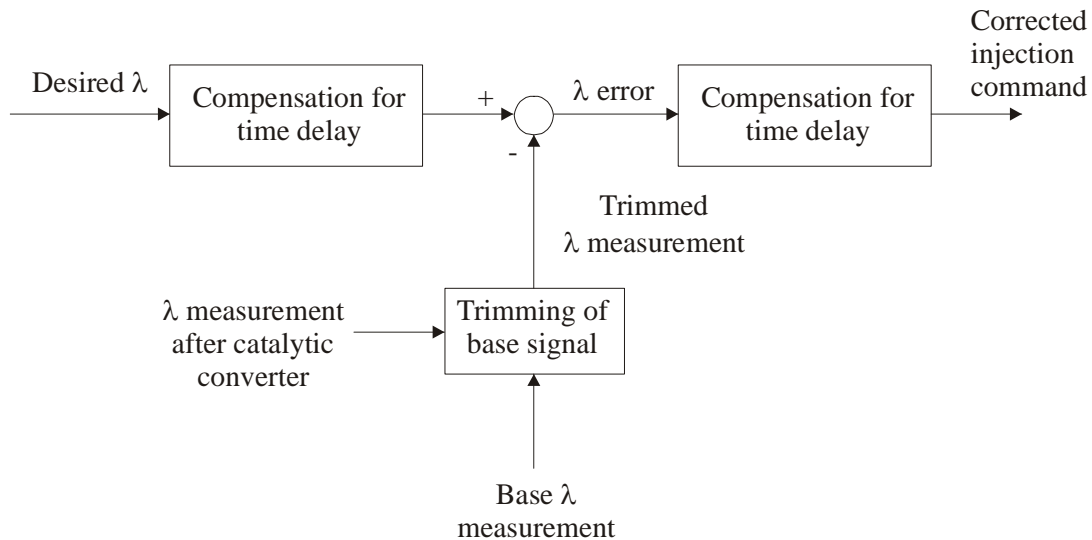 Corrected
injection
command
Desired λ
Compensation for
time delay
+
-
λ error
Compensation for
time delay
Trimmed
λ measurement
λ measurement
after catalytic
converter
Trimming of
base signal
Base λ
measurement